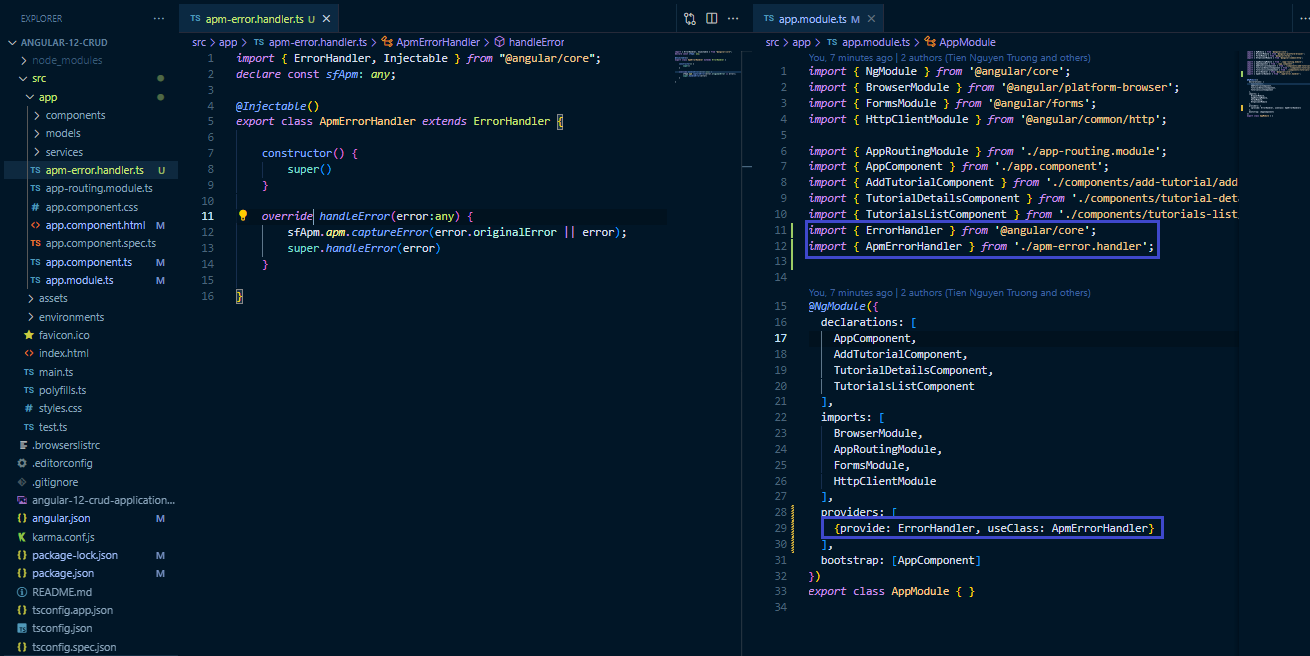 EXPLORER ···
ANGULAR-12-CRUD
node_modules
src
app
components
models
services
TS apm-error.handler.ts U
TS app-routing.module.ts
# app.component.css
<> app.component.html M
TS app.component.spec.ts
TS app.component.ts M
TS app.module.ts M
assets
environments
favicon.ico
<> index.html
TS main.ts
TS polyfills.ts
# styles.css
TS test.ts
.browserslistrc
.editorconfig
.gitignore
angular-12-crud-application...
{} angular.json M
karma.conf.js
{} package-lock.json M
{} package.json M
README.md
{} tsconfig.app.json
TS tsconfig.json
{} tsconfig.spec.json
TS apm-error.handler.ts U ×
src > app > TS apm-error.handler.ts > ApmErrorHandler > handleError
1 import { ErrorHandler, Injectable } from "@angular/core";
2 declare const sfApm: any;
3
4 @Injectable()
5 export class ApmErrorHandler extends ErrorHandler {
6
7 constructor() {
8 super()
9 }
10
11 override handleError(error:any) {
12 sfApm.apm.captureError(error.originalError || error);
13 super.handleError(error)
14 }
15
16 }
TS app.module.ts M ×
src > app > TS app.module.ts > AppModule
You, 7 minutes ago | 2 authors (Tien Nguyen Truong and others)
1 import { NgModule } from '@angular/core';
2 import { BrowserModule } from '@angular/platform-browser';
3 import { FormsModule } from '@angular/forms';
4 import { HttpClientModule } from '@angular/common/http';
5
6 import { AppRoutingModule } from './app-routing.module';
7 import { AppComponent } from './app.component';
8 import { AddTutorialComponent } from './components/add-tutorial/add
9 import { TutorialDetailsComponent } from './components/tutorial-det
10 import { TutorialsListComponent } from './components/tutorials-list
11 import { ErrorHandler } from '@angular/core';
12 import { ApmErrorHandler } from './apm-error.handler';
13
14
You, 7 minutes ago | 2 authors (Tien Nguyen Truong and others)
15 @NgModule({
16 declarations: [
17 AppComponent,
18 AddTutorialComponent,
19 TutorialDetailsComponent,
20 TutorialsListComponent
21 ],
22 imports: [
23 BrowserModule,
24 AppRoutingModule,
25 FormsModule,
26 HttpClientModule
27 ],
28 providers: [
29 {provide: ErrorHandler, useClass: ApmErrorHandler}
30 ],
31 bootstrap: [AppComponent]
32 })
33 export class AppModule { }
34